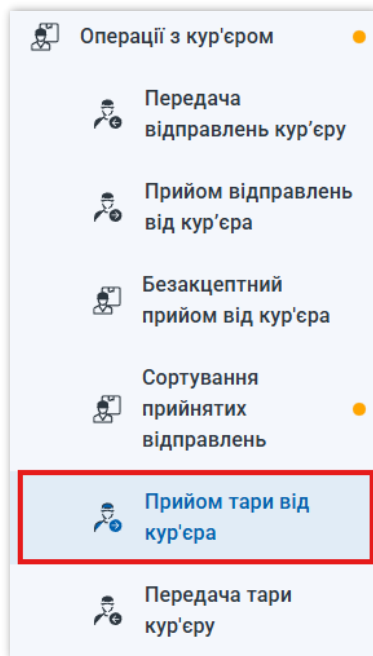 Операції з кур'єром
Передача
відправлень кур’єру
Прийом відправлень
від кур’єра
Безакцептний
прийом від кур'єра
Сортування
прийнятих
відправлень
Прийом тари від
кур'єра
Передача тари
кур'єру